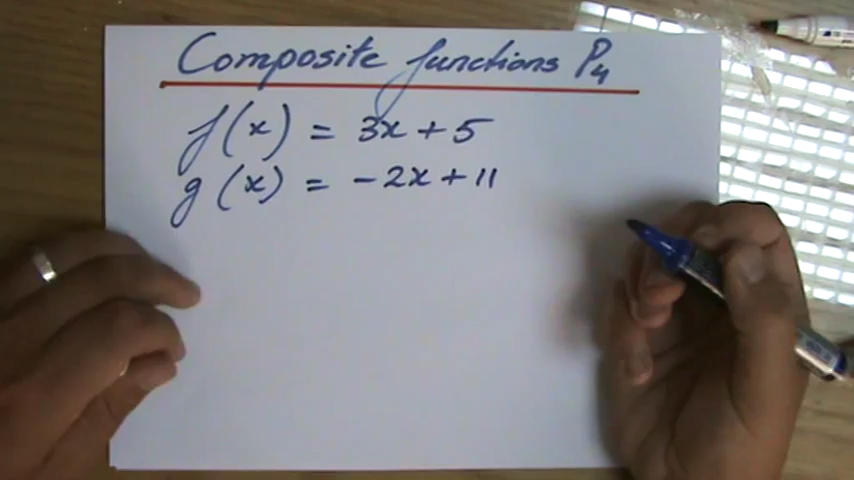 Composite functions P4
f(x) = 3x + 5
g(x) = -2x + 11